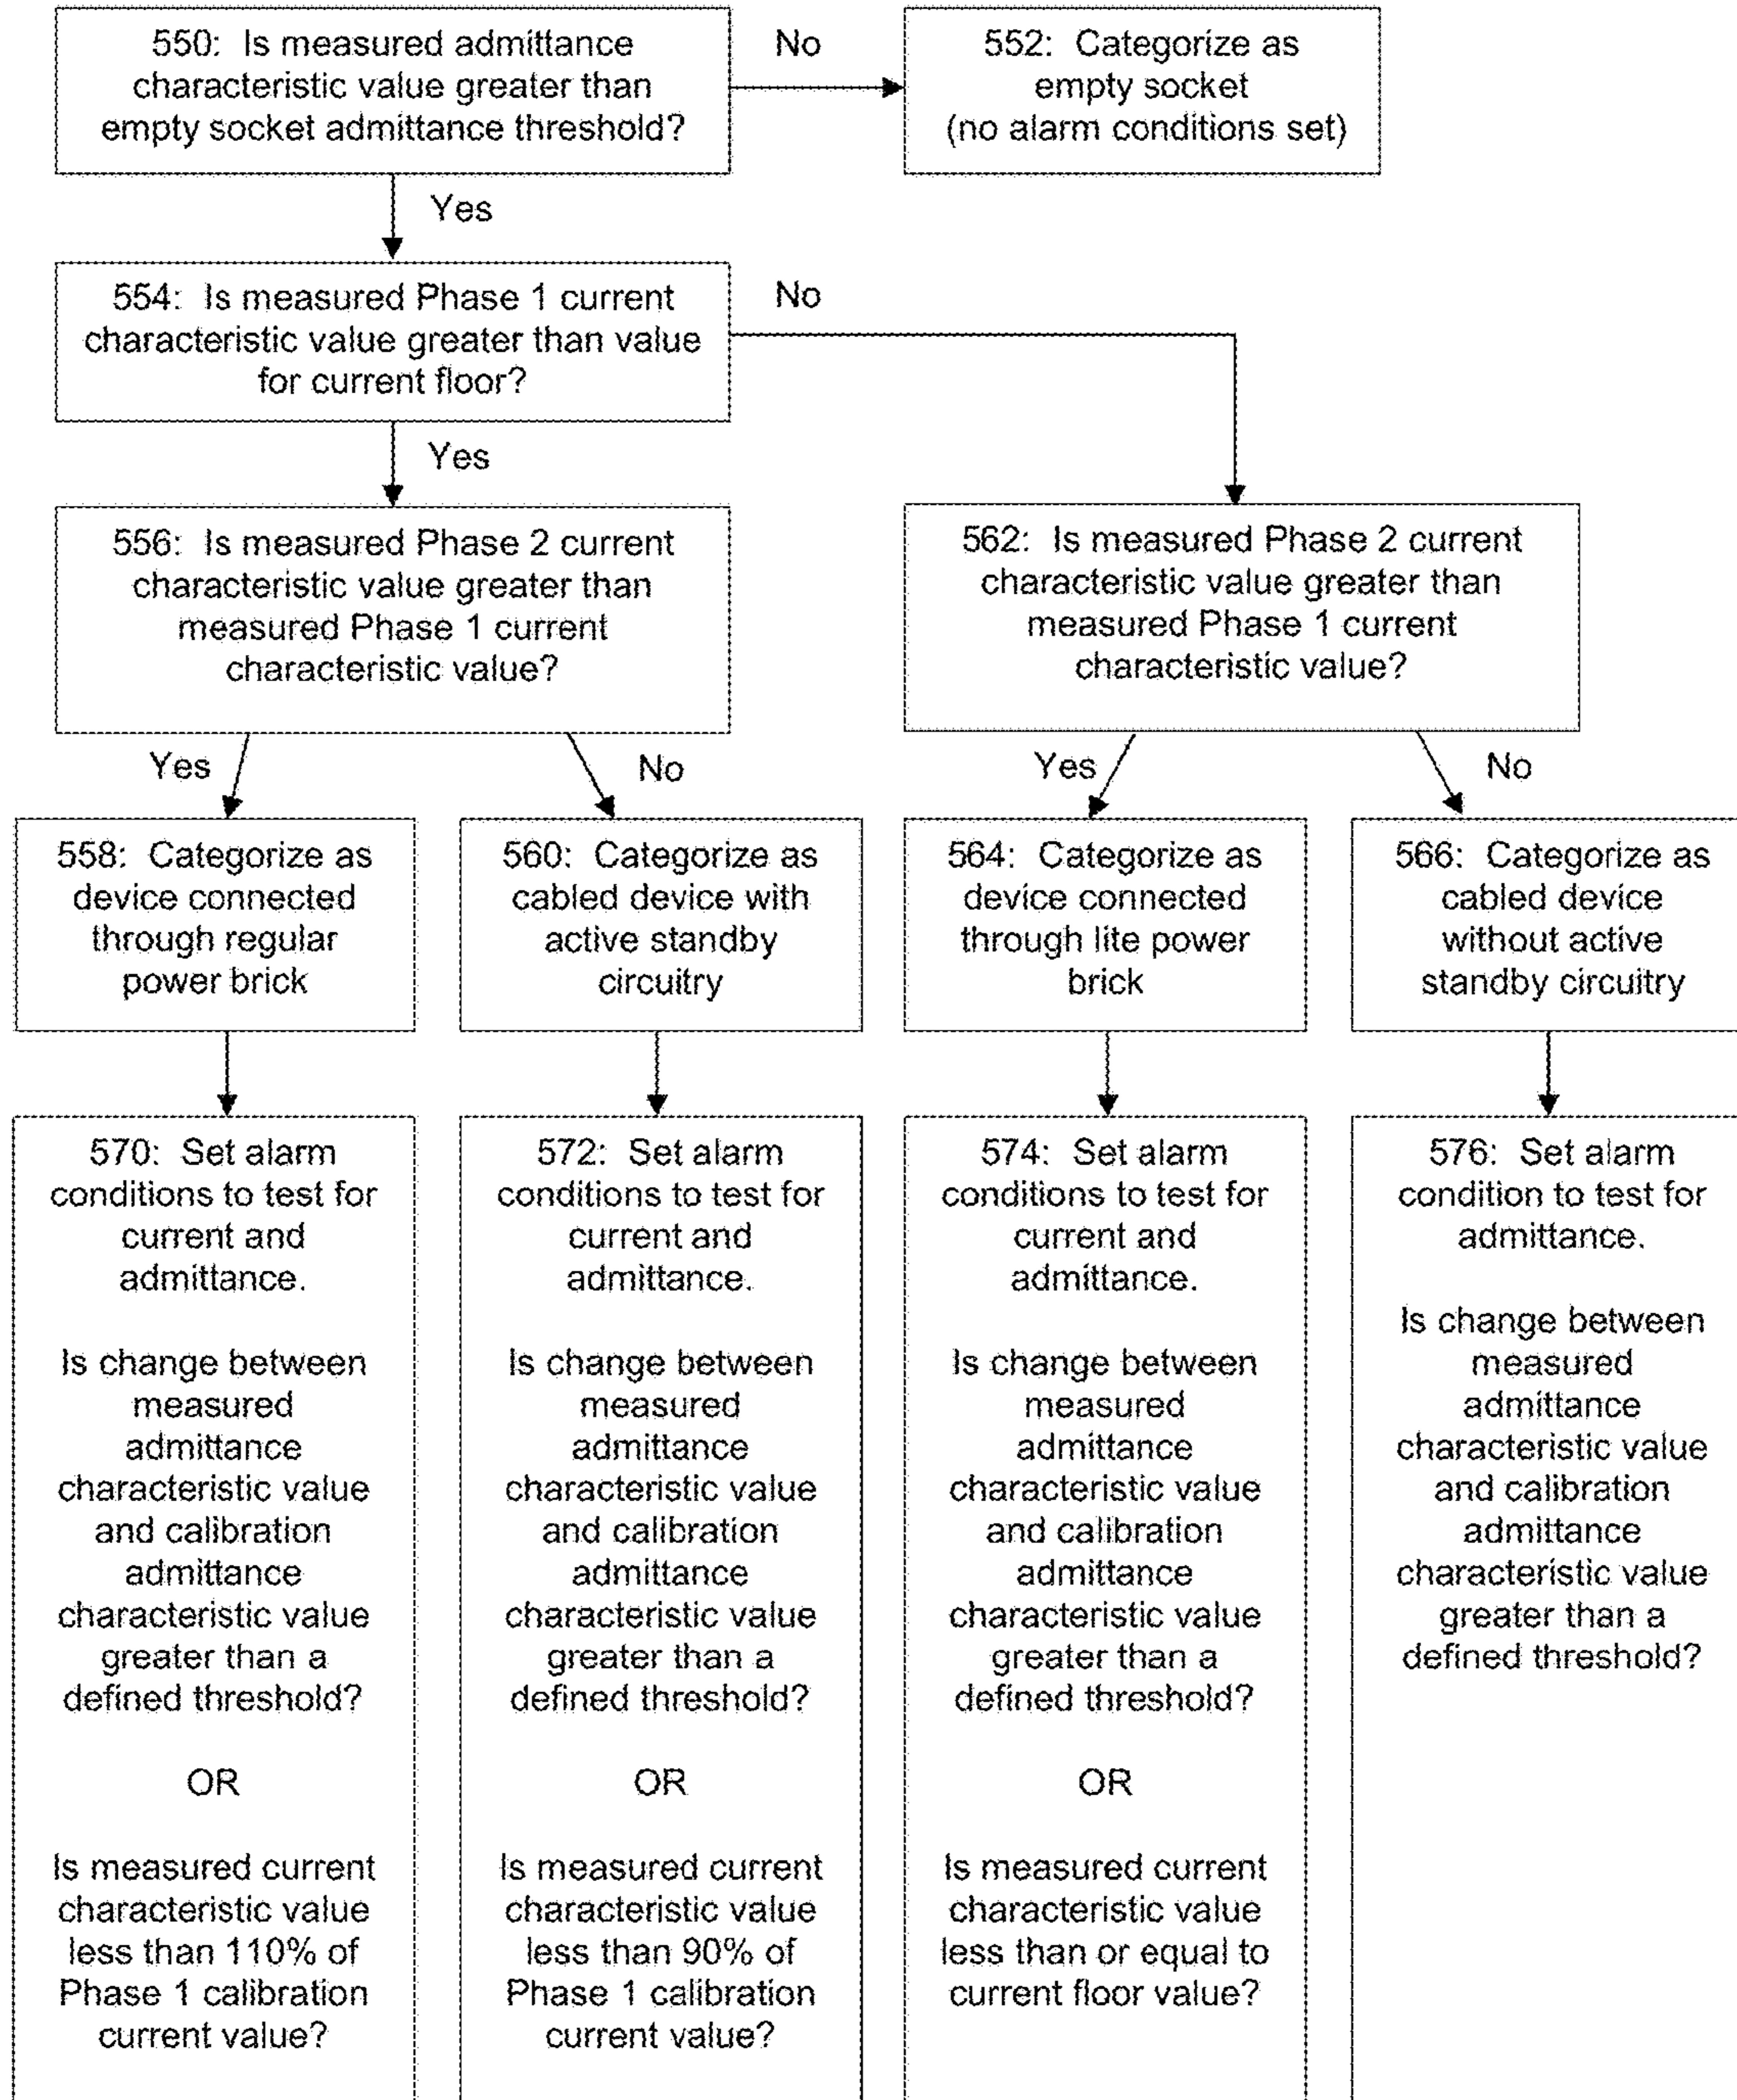 550: Is measured admittance
characteristic value greater than
empty socket admittance threshold?
No
552: Categorize as
empty socket
(no alarm conditions set)
Yes
554: Is measured Phase 1 current
characteristic value greater than value
for current floor?
No
Yes
556: Is measured Phase 2 current
characteristic value greater than
measured Phase 1 current
characteristic value?
562: Is measured Phase 2 current
characteristic value greater than
measured Phase 1 current
characteristic value?
Yes
No
Yes
No
558: Categorize as
device connected
through regular
power brick
560: Categorize as
cabled device with
active standby
circuitry
564: Categorize as
device connected
through lite power
brick
566: Categorize as
cabled device
without active
standby circuitry
570: Set alarm
conditions to test for
current and
admittance.
Is change between
measured
admittance
characteristic value
and calibration
admittance
characteristic value
greater than a
defined threshold?
OR
Is measured current
characteristic value
less than 110% of
Phase 1 calibration
current value?
572: Set alarm
conditions to test for
current and
admittance.
Is change between
measured
admittance
characteristic value
and calibration
admittance
characteristic value
greater than a
defined threshold?
OR
Is measured current
characteristic value
less than 90% of
Phase 1 calibration
current value?
574: Set alarm
conditions to test for
current and
admittance.
Is change between
measured
admittance
characteristic value
and calibration
admittance
characteristic value
greater than a
defined threshold?
OR
Is measured current
characteristic value
less than or equal to
current floor value?
576: Set alarm
condition to test for
admittance.
Is change between
measured
admittance
characteristic value
and calibration
admittance
characteristic value
greater than a
defined threshold?